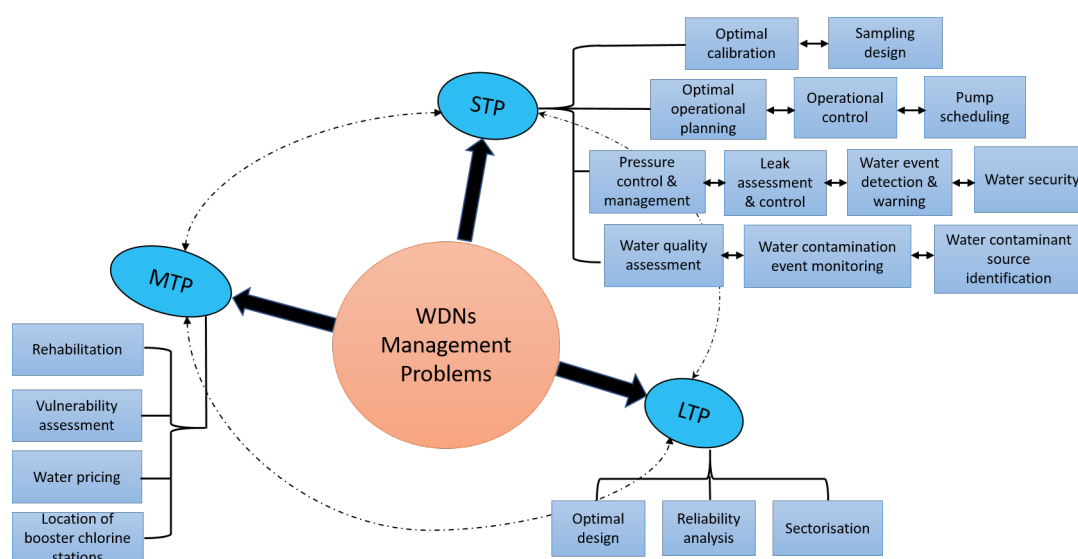 Optimal
calibration
Sampling
design
STP
Optimal
operational
planning
Operational
control
Pump
scheduling
Pressure
control &
management
Leak
assessment
& control
Water event
detection &
warning
Water security
Water quality
assessment
Water contamination
event monitoring
Water contaminant
source
identification
MTP
WDNs
Management
Problems
Rehabilitation
Vulnerability
assessment
Water pricing
Location of
booster chlorine
stations
LTP
Optimal
design
Reliability
analysis
Sectorisation